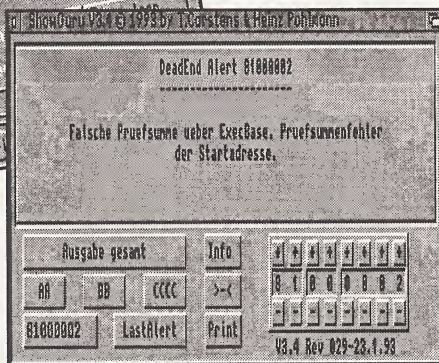 ShowGuru V3.4 © 1993 by T.Carstens & Heinz Pohlmann
DeadEnd Alert 81000002
Falsche Pruefsumme ueber ExecBase. Pruefsummenfehler
der Startadresse.
Ausgabe gesamt
Info
AA
BB
CCCC
>-<
81000002
LastAlert
Print
+ + + + + + + +
8 1 0 0 0 0 0 2
- - - - - - - -
V3.4 Rev 029-23.1.93